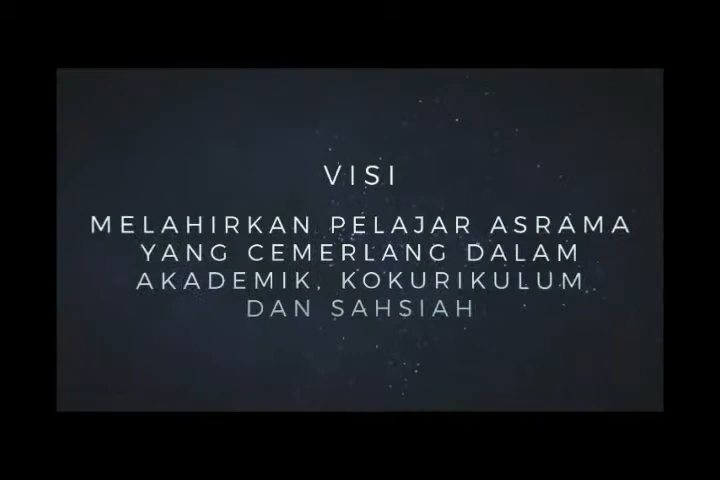 VISI
MELAHIRKAN PELAJAR ASRAMA
YANG CEMERLANG DALAM
AKADEMIK, KOKURIKULUM
DAN SAHSIAH